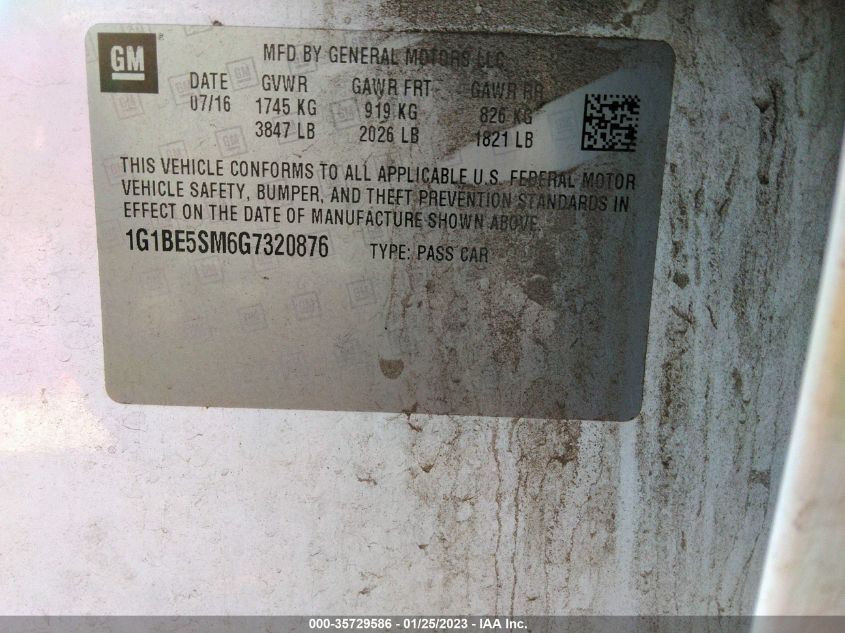 GM
MFD BY GENERAL MOTORS LLC
DATE GVWR GAWR FRT GAWR RR
07/16 1745 KG 919 KG 826 KG
3847 LB 2026 LB 1821 LB
THIS VEHICLE CONFORMS TO ALL APPLICABLE U.S. FEDERAL MOTOR
VEHICLE SAFETY, BUMPER, AND THEFT PREVENTION STANDARDS IN
EFFECT ON THE DATE OF MANUFACTURE SHOWN ABOVE.
1G1BE5SM6G7320876 TYPE: PASS CAR
000-35729586 - 01/25/2023 - IAA Inc.